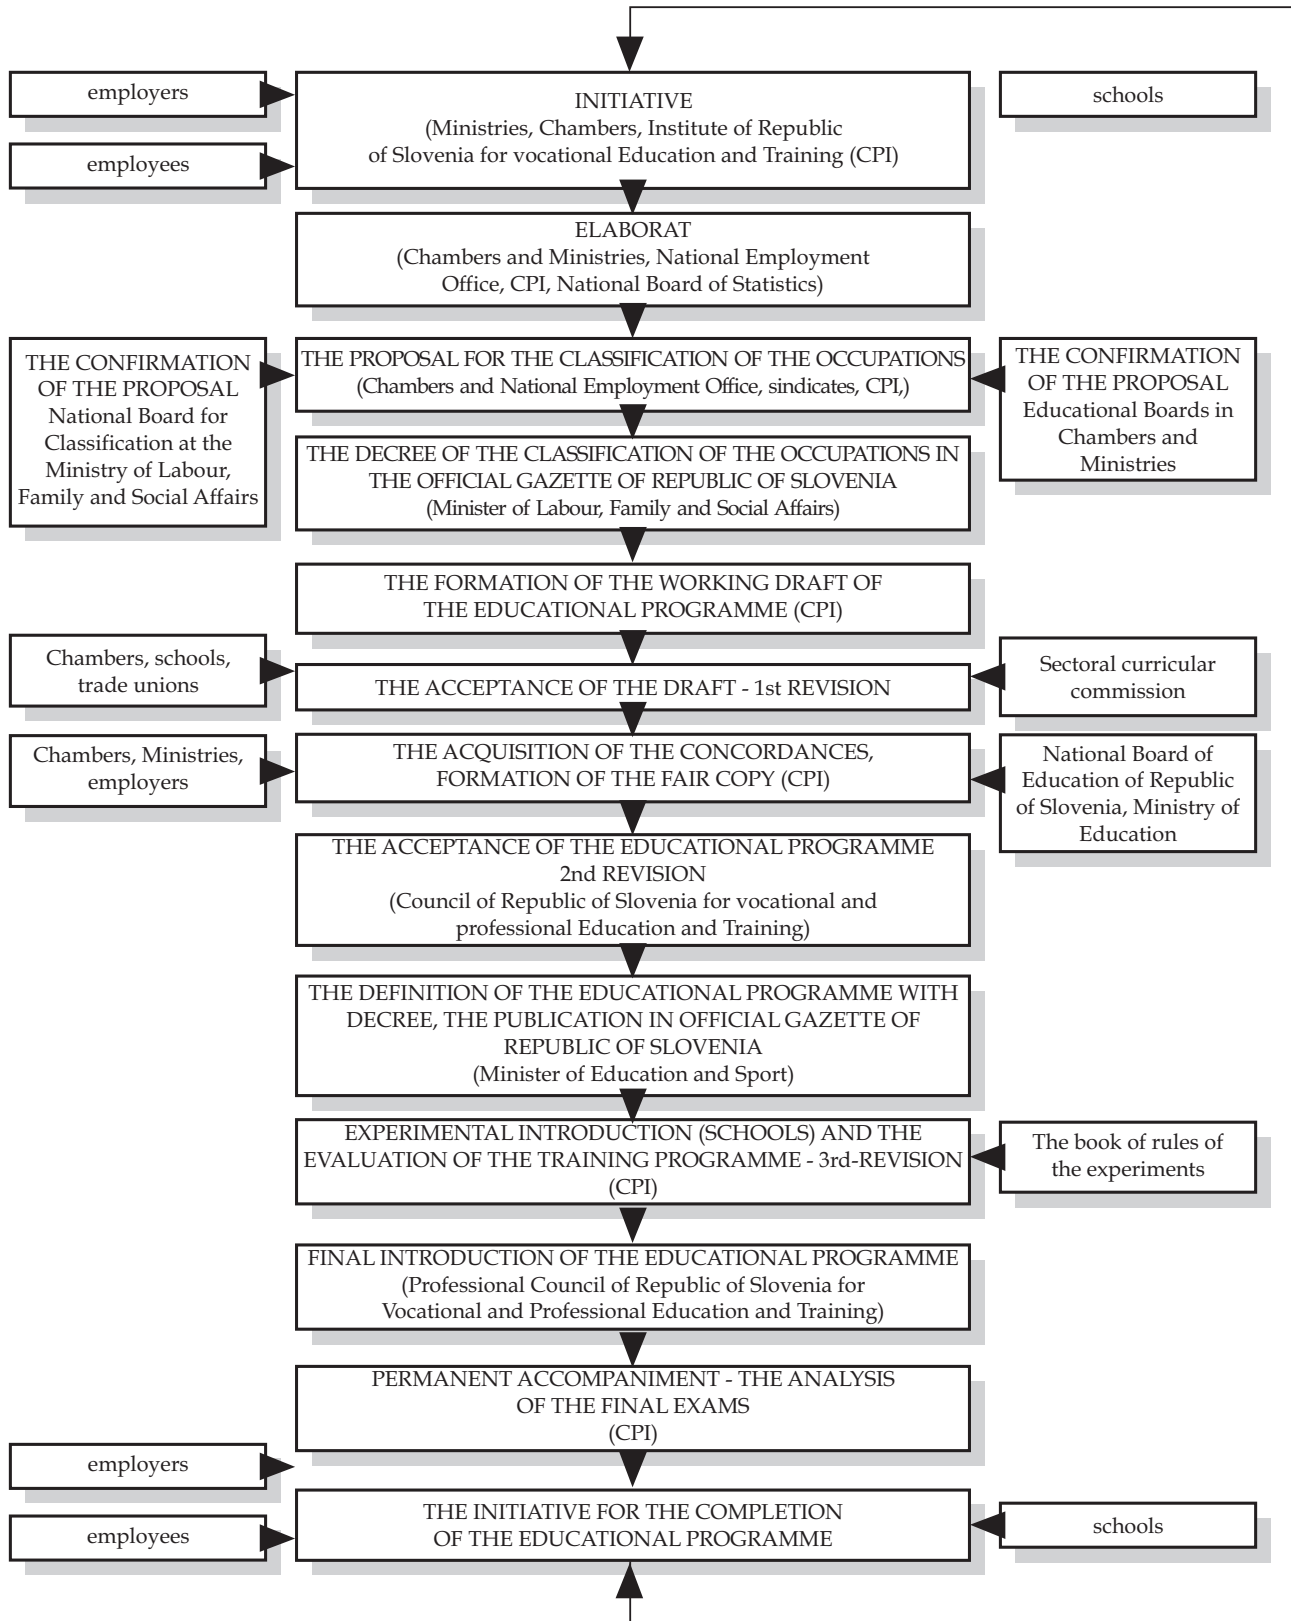 employers
employees
INITIATIVE
(Ministries, Chambers, Institute of Republic
of Slovenia for vocational Education and Training (CPI)
schools
ELABORAT
(Chambers and Ministries, National Employment
Office, CPI, National Board of Statistics)
THE CONFIRMATION
OF THE PROPOSAL
National Board for
Classification at the
Ministry of Labour,
Family and Social Affairs
THE PROPOSAL FOR THE CLASSIFICATION OF THE OCCUPATIONS
(Chambers and National Employment Office, sindicates, CPI,)
THE CONFIRMATION
OF THE PROPOSAL
Educational Boards in
Chambers and
Ministries
THE DECREE OF THE CLASSIFICATION OF THE OCCUPATIONS IN
THE OFFICIAL GAZETTE OF REPUBLIC OF SLOVENIA
(Minister of Labour, Family and Social Affairs)
THE FORMATION OF THE WORKING DRAFT OF
THE EDUCATIONAL PROGRAMME (CPI)
Chambers, schools,
trade unions
THE ACCEPTANCE OF THE DRAFT - 1st REVISION
Sectoral curricular
commission
Chambers, Ministries,
employers
THE ACQUISITION OF THE CONCORDANCES,
FORMATION OF THE FAIR COPY (CPI)
National Board of
Education of Republic
of Slovenia, Ministry of
Education
THE ACCEPTANCE OF THE EDUCATIONAL PROGRAMME
2nd REVISION
(Council of Republic of Slovenia for vocational and
professional Education and Training)
THE DEFINITION OF THE EDUCATIONAL PROGRAMME WITH
DECREE, THE PUBLICATION IN OFFICIAL GAZETTE OF
REPUBLIC OF SLOVENIA
(Minister of Education and Sport)
EXPERIMENTAL INTRODUCTION (SCHOOLS) AND THE
EVALUATION OF THE TRAINING PROGRAMME - 3rd-REVISION
(CPI)
The book of rules of
the experiments
FINAL INTRODUCTION OF THE EDUCATIONAL PROGRAMME
(Professional Council of Republic of Slovenia for
Vocational and Professional Education and Training)
PERMANENT ACCOMPANIMENT - THE ANALYSIS
OF THE FINAL EXAMS
(CPI)
employers
employees
THE INITIATIVE FOR THE COMPLETION
OF THE EDUCATIONAL PROGRAMME
schools